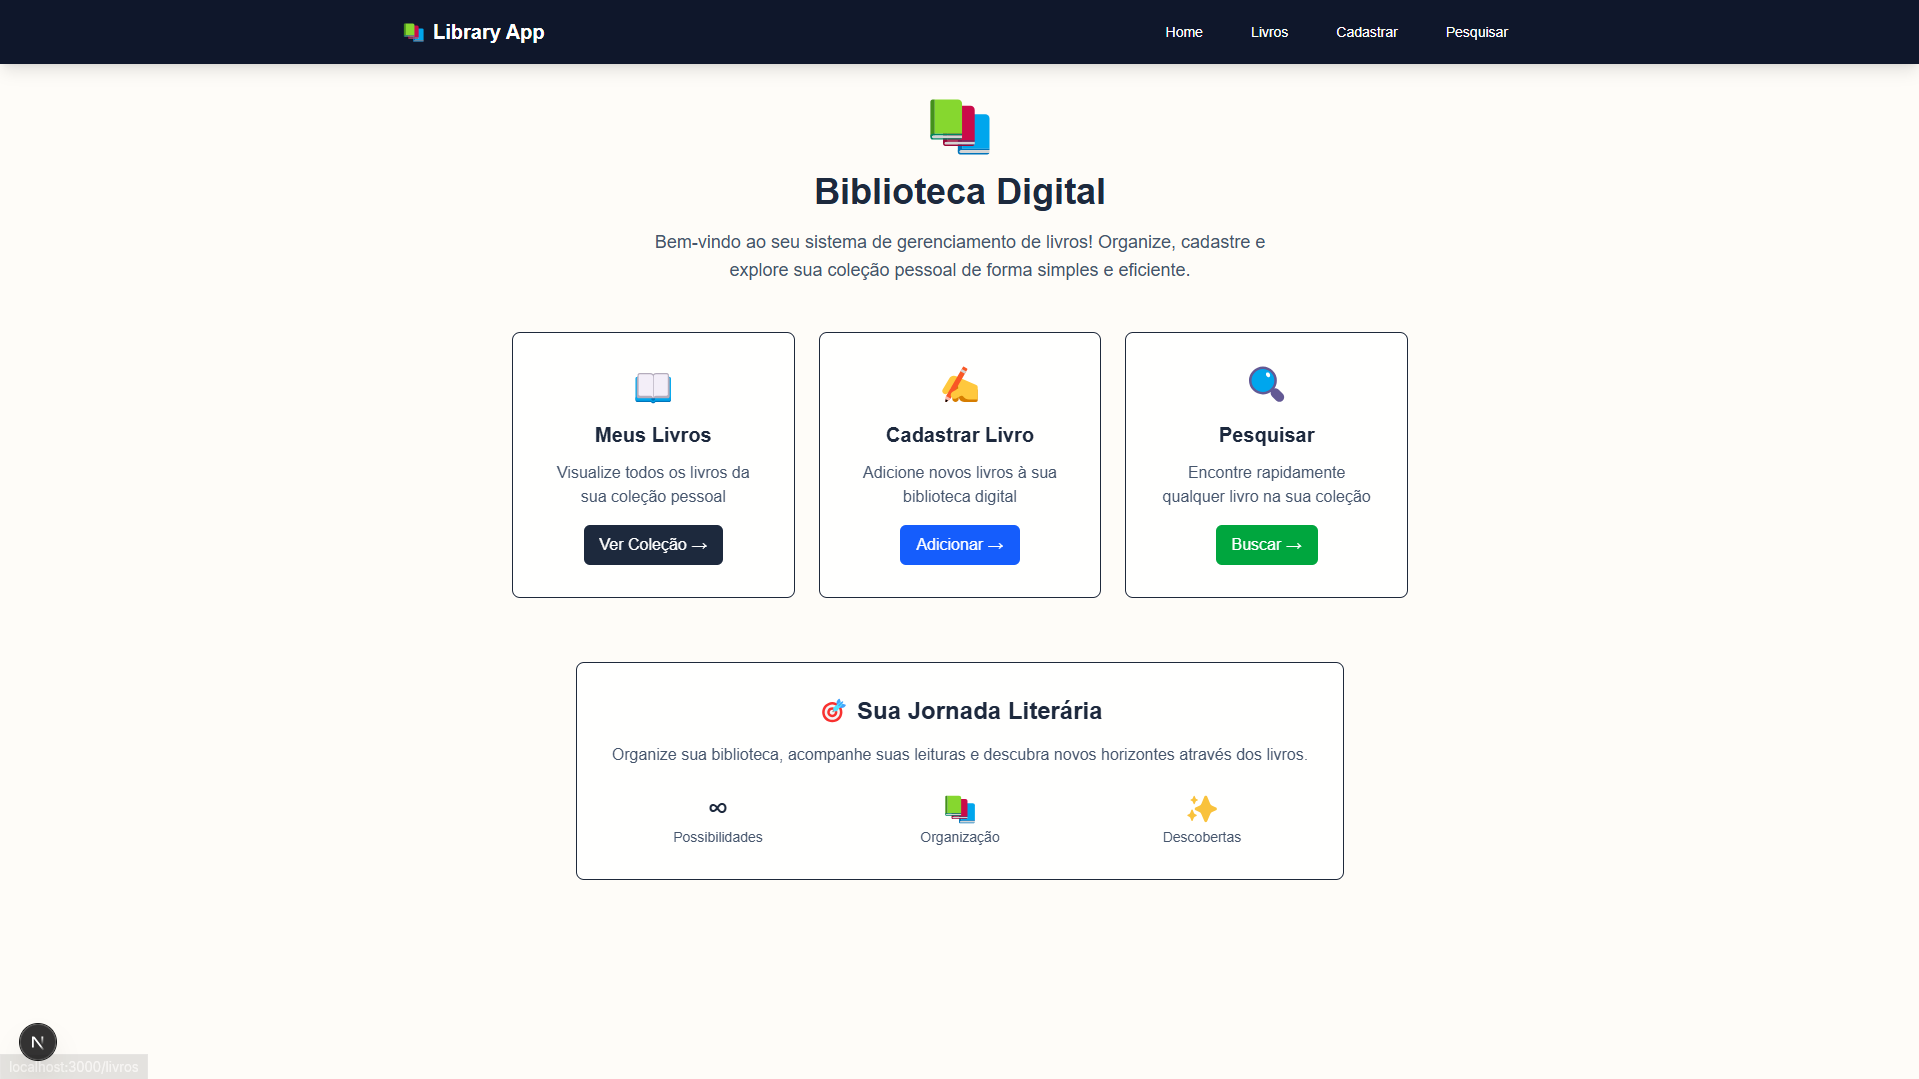 Library App
Home
Livros
Cadastrar
Pesquisar
Biblioteca Digital
Bem-vindo ao seu sistema de gerenciamento de livros! Organize, cadastre e
explore sua coleção pessoal de forma simples e eficiente.
Meus Livros
Visualize todos os livros da
sua coleção pessoal
Ver Coleção →
Cadastrar Livro
Adicione novos livros à sua
biblioteca digital
Adicionar →
Pesquisar
Encontre rapidamente
qualquer livro na sua coleção
Buscar →
Sua Jornada Literária
Organize sua biblioteca, acompanhe suas leituras e descubra novos horizontes através dos livros.
∞
Possibilidades
Organização
Descobertas
N
localhost:3000/livros